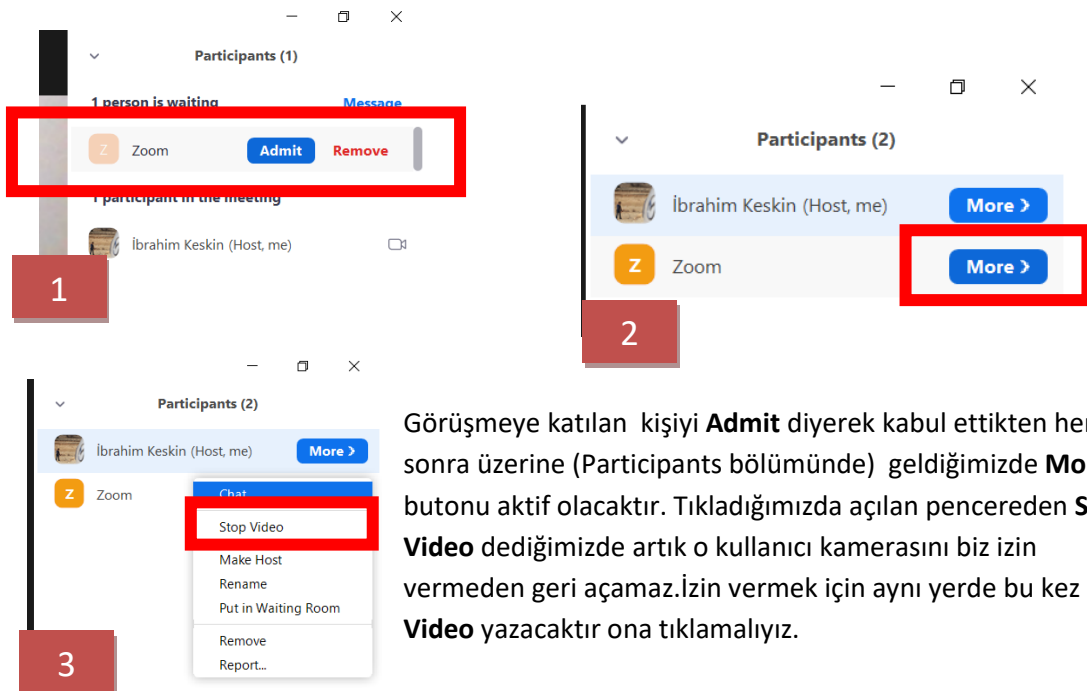 Participants (1)
1 person is waiting Message
Z Zoom Admit Remove
1 participant in the meeting
İbrahim Keskin (Host, me)
1
Participants (2)
İbrahim Keskin (Host, me) More >
Z Zoom More >
2
Participants (2)
İbrahim Keskin (Host, me) More >
Z Zoom
Chat
Stop Video
Make Host
Rename
Put in Waiting Room
Remove
Report...
3
Görüşmeye katılan kişiyi Admit diyerek kabul ettikten
sonra üzerine (Participants bölümünde) geldiğimizde
butonu aktif olacaktır. Tıkladığımızda açılan pencereden
Video dediğimizde artık o kullanıcı kamerasını biz izin
vermeden geri açamaz.İzin vermek için aynı yerde bu kez
Video yazacaktır ona tıklamalıyız.